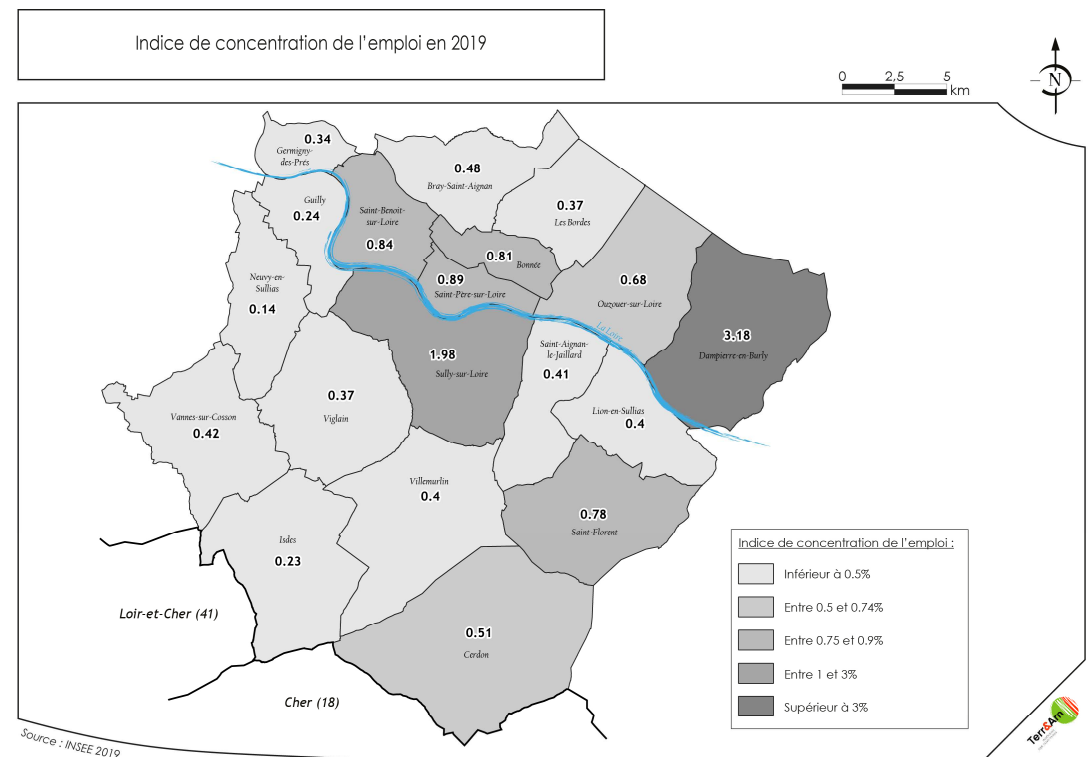 Indice de concentration de l'emploi en 2019
0 2,5 5
km
N
0.34
Germigny-
des-Prés
0.48
Bray-Saint-Aignan
Guilly
0.24
Saint-Benoit-
sur-Loire
0.84
0.37
Les Bordes
0.81
Bonnée
0.89
Saint-Père-sur-Loire
0.68
Ouzouer-sur-Loire
Neuvy-en-
Sullias
0.14
La Loire
3.18
Dampierre-en-Burly
1.98
Sully-sur-Loire
Saint-Aignan-
le-Jaillard
0.41
0.37
Viglain
Lion-en-Sullias
0.4
Vannes-sur-Cosson
0.42
Villemurlin
0.4
0.78
Saint-Florent
Isdes
0.23
Loir-et-Cher (41)
0.51
Cerdon
Cher (18)
Indice de concentration de l'emploi :
Inférieur à 0.5%
Entre 0.5 et 0.74%
Entre 0.75 et 0.9%
Entre 1 et 3%
Supérieur à 3%
Source : INSEE 2019
Terr&Am